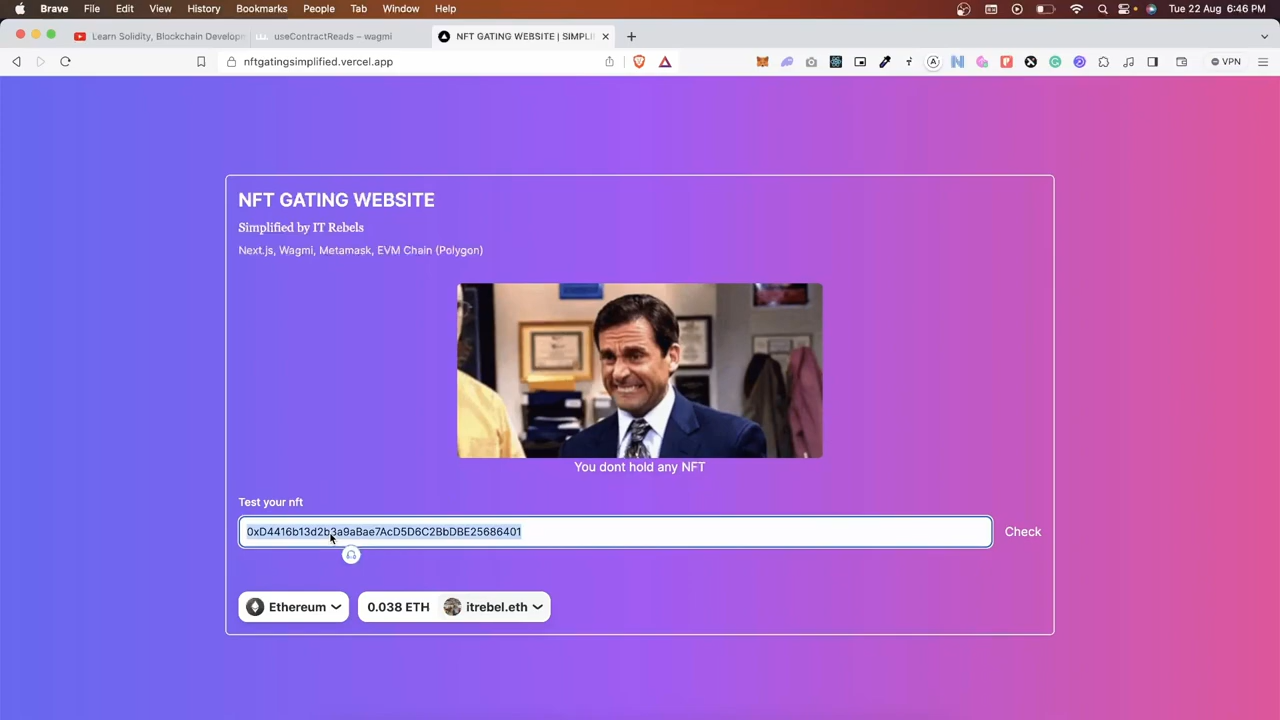 Brave File Edit View History Bookmarks People Tab Window Help Tue 22 Aug 6:46 PM
Learn Solidity, Blockchain Developm
useContractReads – wagmi
NFT GATING WEBSITE | SIMPLI
nftgatingsimplified.vercel.app
VPN
NFT GATING WEBSITE
Simplified by IT Rebels
Next.js, Wagmi, Metamask, EVM Chain (Polygon)
You dont hold any NFT
Test your nft
0xD4416b13d2b3a9aBae7AcD5D6C2BbDBE25686401
Check
Ethereum
0.038 ETH
itrebel.eth